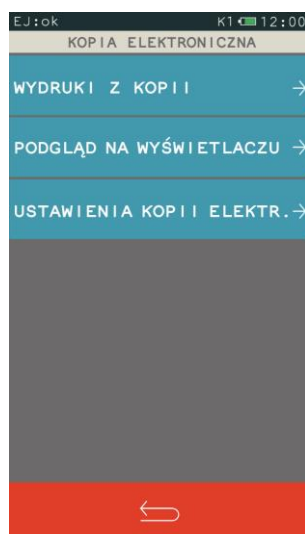 EJ:ok K1 12:00
KOPIA ELEKTRONICZNA
WYDRUKI Z KOPII
PODGLĄD NA WYŚWIETLACZU
USTAWIENIA KOPII ELEKTR.